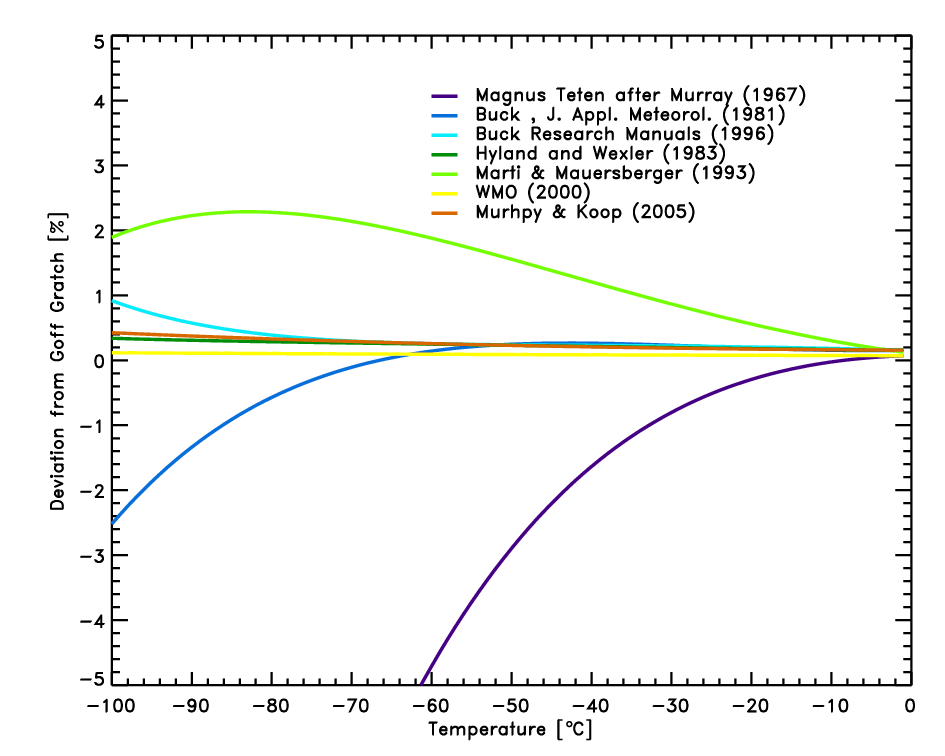 5
4
3
2
1
0
−1
−2
−3
−4
−5
Deviation from Goff Gratch [%]
Magnus Teten after Murray (1967)
Buck , J. Appl. Meteorol. (1981)
Buck Research Manuals (1996)
Hyland and Wexler (1983)
Marti & Mauersberger (1993)
WMO (2000)
Murhpy & Koop (2005)
−100 −90 −80 −70 −60 −50 −40 −30 −20 −10 0
Temperature [°C]